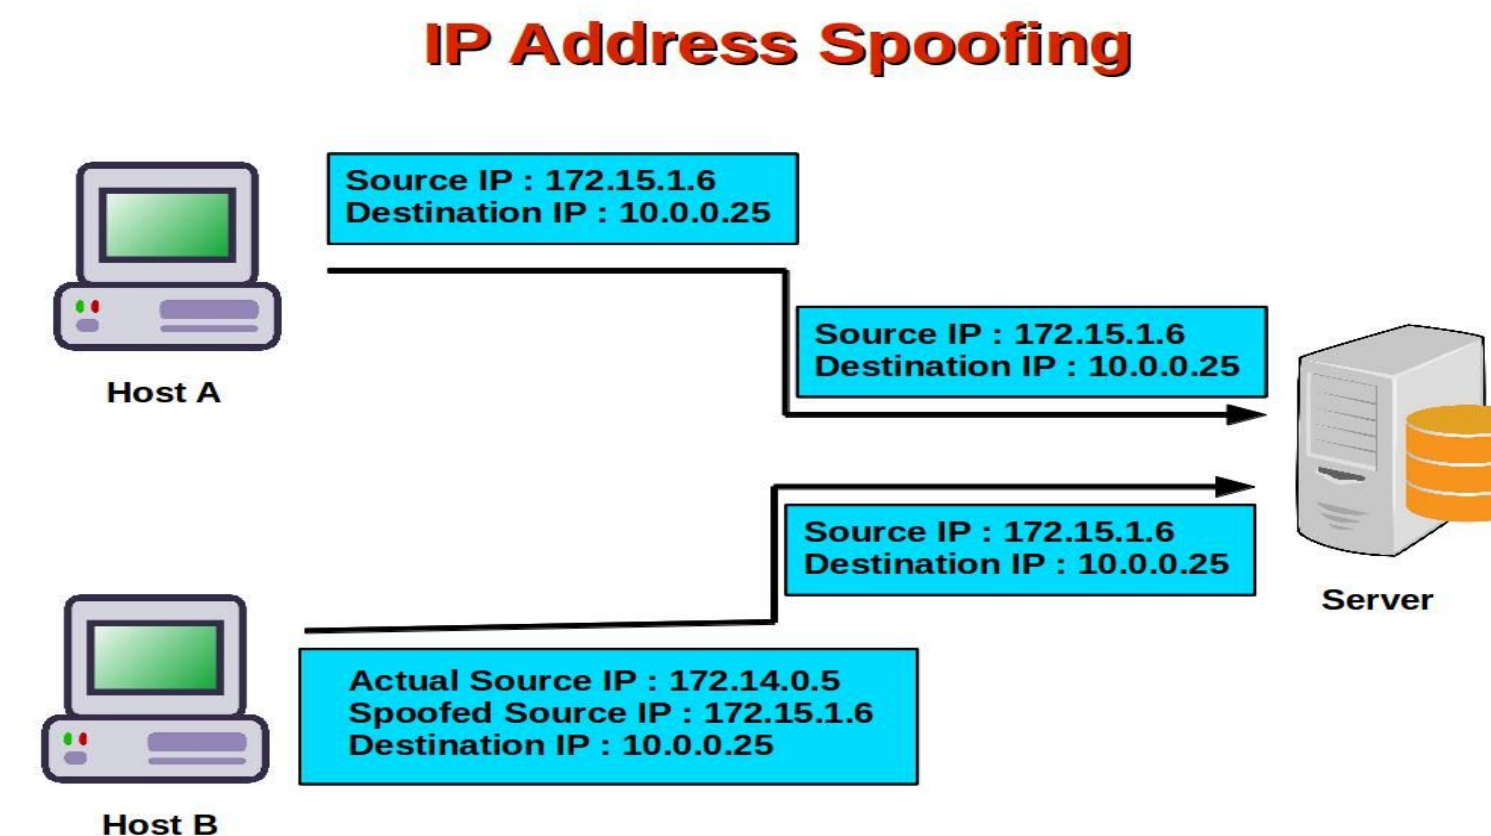 IP Address Spoofing
Source IP : 172.15.1.6
Destination IP : 10.0.0.25
Host A
Source IP : 172.15.1.6
Destination IP : 10.0.0.25
Source IP : 172.15.1.6
Destination IP : 10.0.0.25
Server
Actual Source IP : 172.14.0.5
Spoofed Source IP : 172.15.1.6
Destination IP : 10.0.0.25
Host B